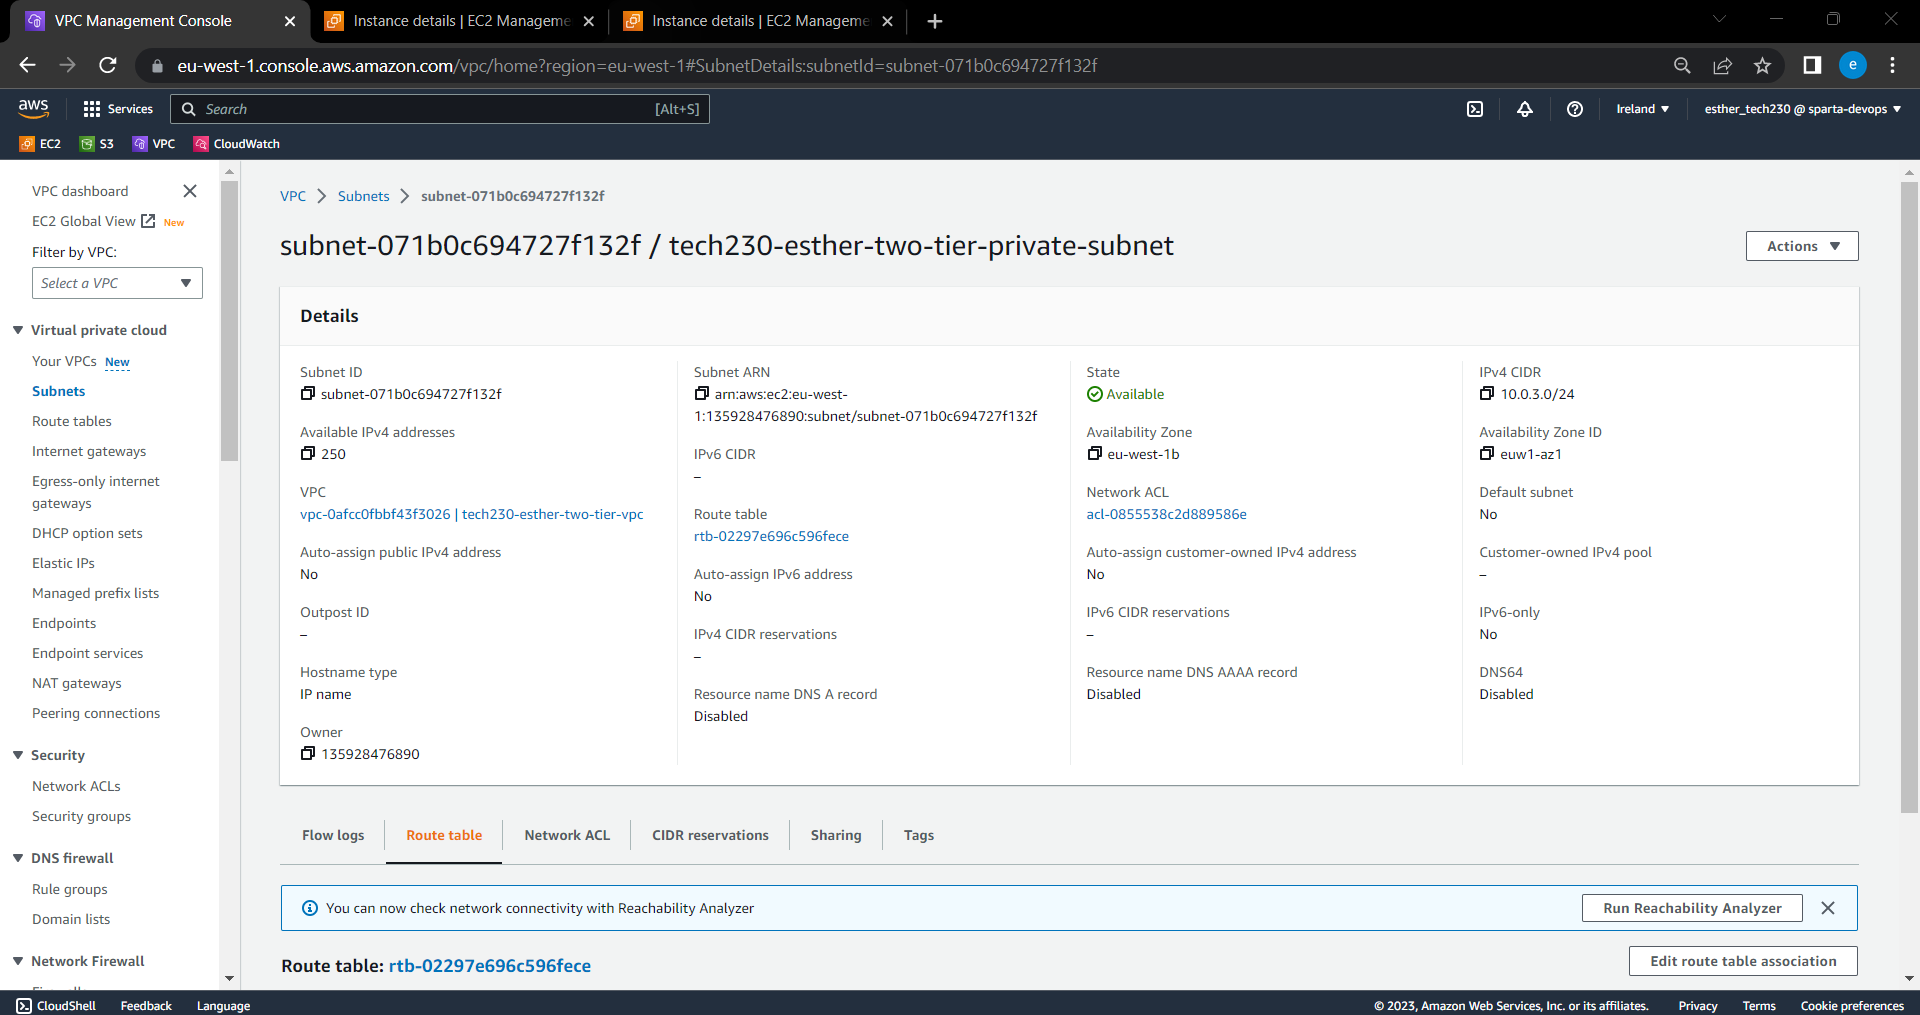 VPC Management Console
Instance details | EC2 Manageme
Instance details | EC2 Manageme
eu-west-1.console.aws.amazon.com/vpc/home?region=eu-west-1#SubnetDetails:subnetId=subnet-071b0c694727f132f
e
aws
Services
Search
[Alt+S]
Ireland
esther_tech230 @ sparta-devops
EC2
S3
VPC
CloudWatch
VPC dashboard
EC2 Global View New
Filter by VPC:
Select a VPC
Virtual private cloud
Your VPCs New
Subnets
Route tables
Internet gateways
Egress-only internet
gateways
DHCP option sets
Elastic IPs
Managed prefix lists
Endpoints
Endpoint services
NAT gateways
Peering connections
Security
Network ACLs
Security groups
DNS firewall
Rule groups
Domain lists
Network Firewall
VPC > Subnets > subnet-071b0c694727f132f
subnet-071b0c694727f132f / tech230-esther-two-tier-private-subnet
Actions
Details
Subnet ID
subnet-071b0c694727f132f
Available IPv4 addresses
250
VPC
vpc-0afcc0fbbf43f3026 | tech230-esther-two-tier-vpc
Auto-assign public IPv4 address
No
Outpost ID
–
Hostname type
IP name
Owner
135928476890
Subnet ARN
arn:aws:ec2:eu-west-
1:135928476890:subnet/subnet-071b0c694727f132f
IPv6 CIDR
–
Route table
rtb-02297e696c596fece
Auto-assign IPv6 address
No
IPv4 CIDR reservations
–
Resource name DNS A record
Disabled
State
Available
Availability Zone
eu-west-1b
Network ACL
acl-0855538c2d889586e
Auto-assign customer-owned IPv4 address
No
IPv6 CIDR reservations
–
Resource name DNS AAAA record
Disabled
IPv4 CIDR
10.0.3.0/24
Availability Zone ID
euw1-az1
Default subnet
No
Customer-owned IPv4 pool
–
IPv6-only
No
DNS64
Disabled
Flow logs
Route table
Network ACL
CIDR reservations
Sharing
Tags
You can now check network connectivity with Reachability Analyzer
Run Reachability Analyzer
Route table: rtb-02297e696c596fece
Edit route table association
CloudShell
Feedback
Language
© 2023, Amazon Web Services, Inc. or its affiliates.
Privacy
Terms
Cookie preferences